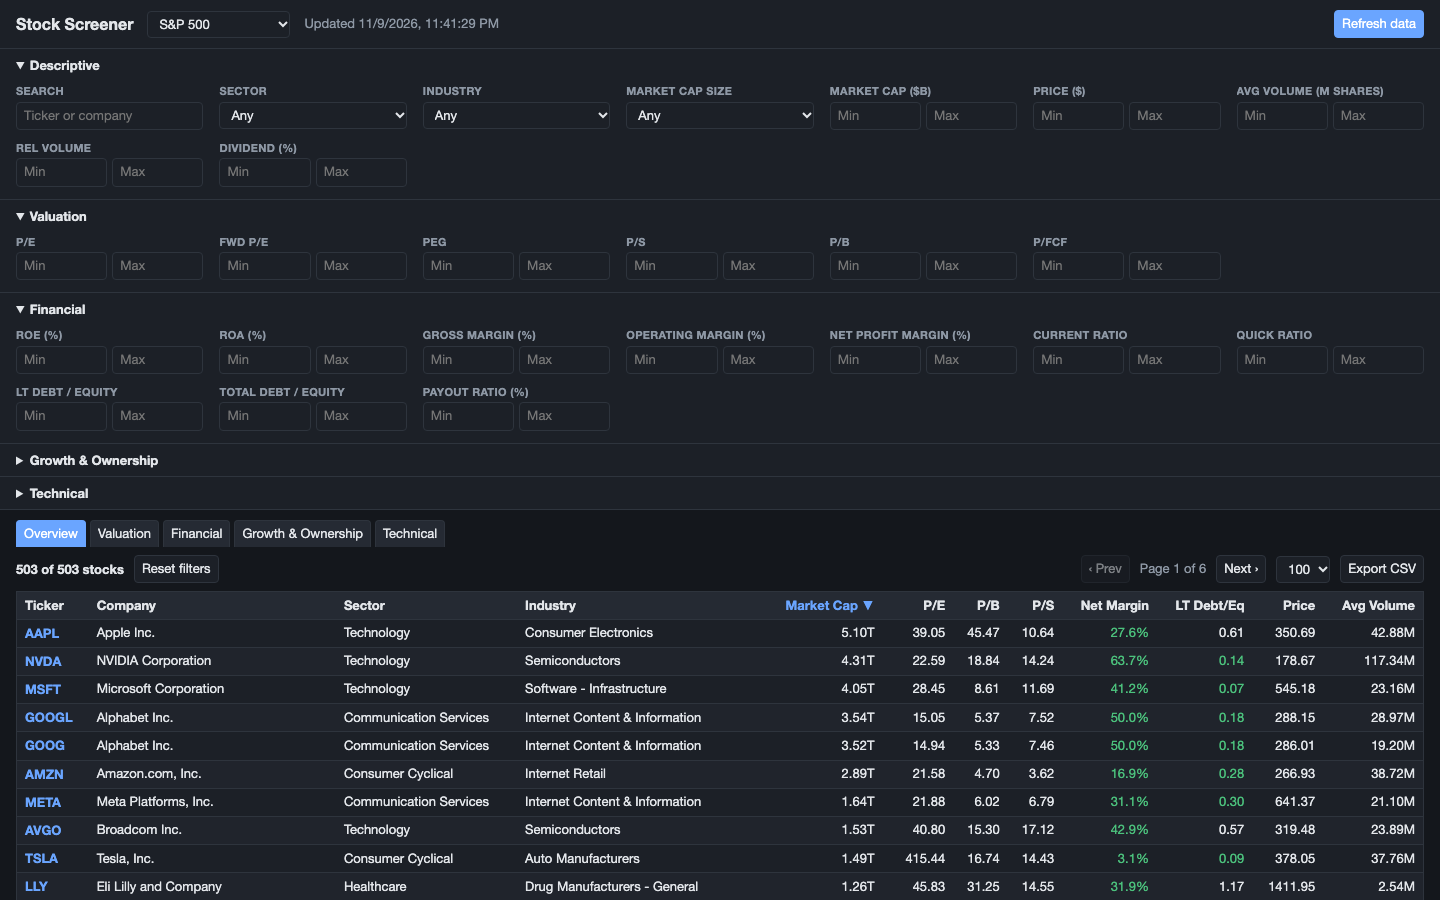 Stock Screener S&P 500 Updated 11/9/2026, 11:41:29 PM Refresh data
▼ Descriptive
SEARCH SECTOR INDUSTRY MARKET CAP SIZE MARKET CAP ($B) PRICE ($) AVG VOLUME (M SHARES)
Ticker or company Any Any Any Min Max Min Max Min Max
REL VOLUME DIVIDEND (%)
Min Max Min Max
▼ Valuation
P/E FWD P/E PEG P/S P/B P/FCF
Min Max Min Max Min Max Min Max Min Max Min Max
▼ Financial
ROE (%) ROA (%) GROSS MARGIN (%) OPERATING MARGIN (%) NET PROFIT MARGIN (%) CURRENT RATIO QUICK RATIO
Min Max Min Max Min Max Min Max Min Max Min Max Min Max
LT DEBT / EQUITY TOTAL DEBT / EQUITY PAYOUT RATIO (%)
Min Max Min Max Min Max
▶ Growth & Ownership
▶ Technical
Overview Valuation Financial Growth & Ownership Technical
503 of 503 stocks Reset filters ‹ Prev Page 1 of 6 Next › 100 Export CSV
Ticker Company Sector Industry Market Cap ▼ P/E P/B P/S Net Margin LT Debt/Eq Price Avg Volume
AAPL Apple Inc. Technology Consumer Electronics 5.10T 39.05 45.47 10.64 27.6% 0.61 350.69 42.88M
NVDA NVIDIA Corporation Technology Semiconductors 4.31T 22.59 18.84 14.24 63.7% 0.14 178.67 117.34M
MSFT Microsoft Corporation Technology Software - Infrastructure 4.05T 28.45 8.61 11.69 41.2% 0.07 545.18 23.16M
GOOGL Alphabet Inc. Communication Services Internet Content & Information 3.54T 15.05 5.37 7.52 50.0% 0.18 288.15 28.97M
GOOG Alphabet Inc. Communication Services Internet Content & Information 3.52T 14.94 5.33 7.46 50.0% 0.18 286.01 19.20M
AMZN Amazon.com, Inc. Consumer Cyclical Internet Retail 2.89T 21.58 4.70 3.62 16.9% 0.28 266.93 38.72M
META Meta Platforms, Inc. Communication Services Internet Content & Information 1.64T 21.88 6.02 6.79 31.1% 0.30 641.37 21.10M
AVGO Broadcom Inc. Technology Semiconductors 1.53T 40.80 15.30 17.12 42.9% 0.57 319.48 23.89M
TSLA Tesla, Inc. Consumer Cyclical Auto Manufacturers 1.49T 415.44 16.74 14.43 3.1% 0.09 378.05 37.76M
LLY Eli Lilly and Company Healthcare Drug Manufacturers - General 1.26T 45.83 31.25 14.55 31.9% 1.17 1411.95 2.54M